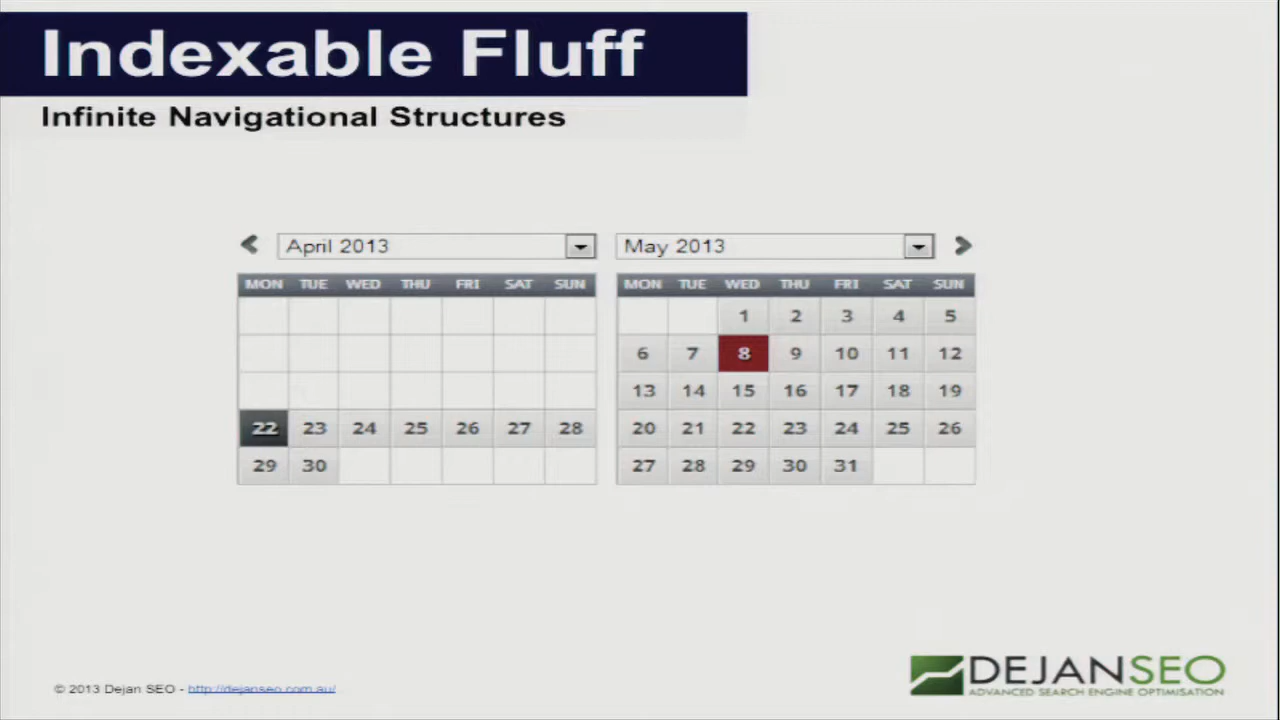 Indexable Fluff
Infinite Navigational Structures
April 2013
May 2013
MON TUE WED THU FRI SAT SUN
22 23 24 25 26 27 28
29 30
MON TUE WED THU FRI SAT SUN
1 2 3 4 5
6 7 8 9 10 11 12
13 14 15 16 17 18 19
20 21 22 23 24 25 26
27 28 29 30 31
© 2013 Dejan SEO - http://dejanseo.com.au/
DEJANSEO
ADVANCED SEARCH ENGINE OPTIMISATION